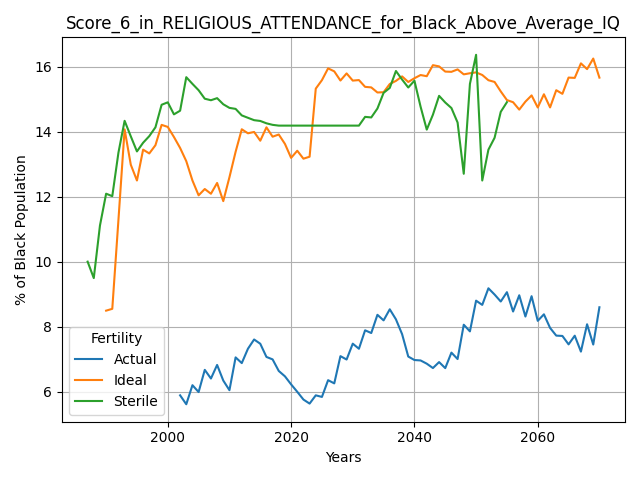 Score_6_in_RELIGIOUS_ATTENDANCE_for_Black_Above_Average_IQ
% of Black Population
16
14
12
10
8
6
Fertility
Actual
Ideal
Sterile
2000
2020
2040
2060
Years